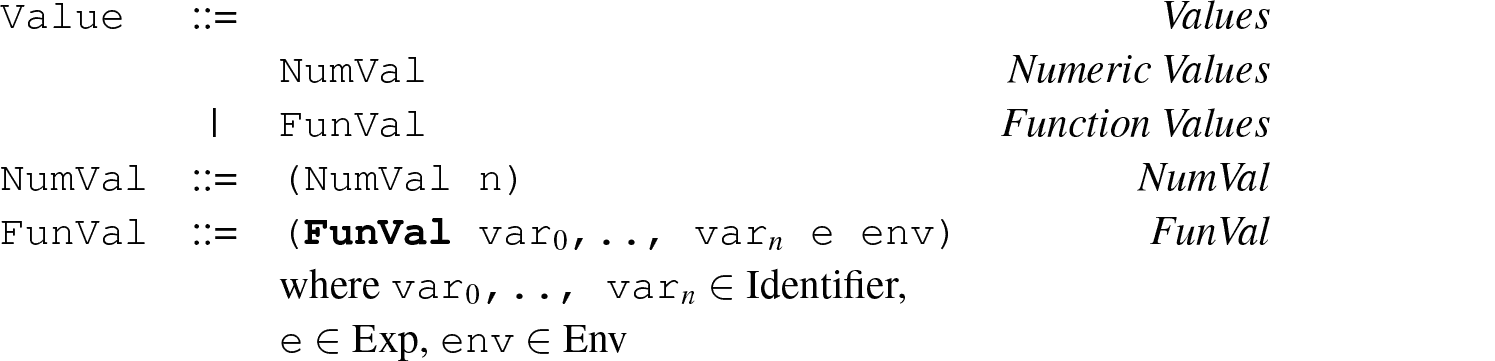 Value ::= Values
NumVal Numeric Values
| FunVal Function Values
NumVal ::= (NumVal n) NumVal
FunVal ::= (FunVal var₀,.., varₙ e env) FunVal
where var₀,.., varₙ ∈ Identifier,
e ∈ Exp, env ∈ Env